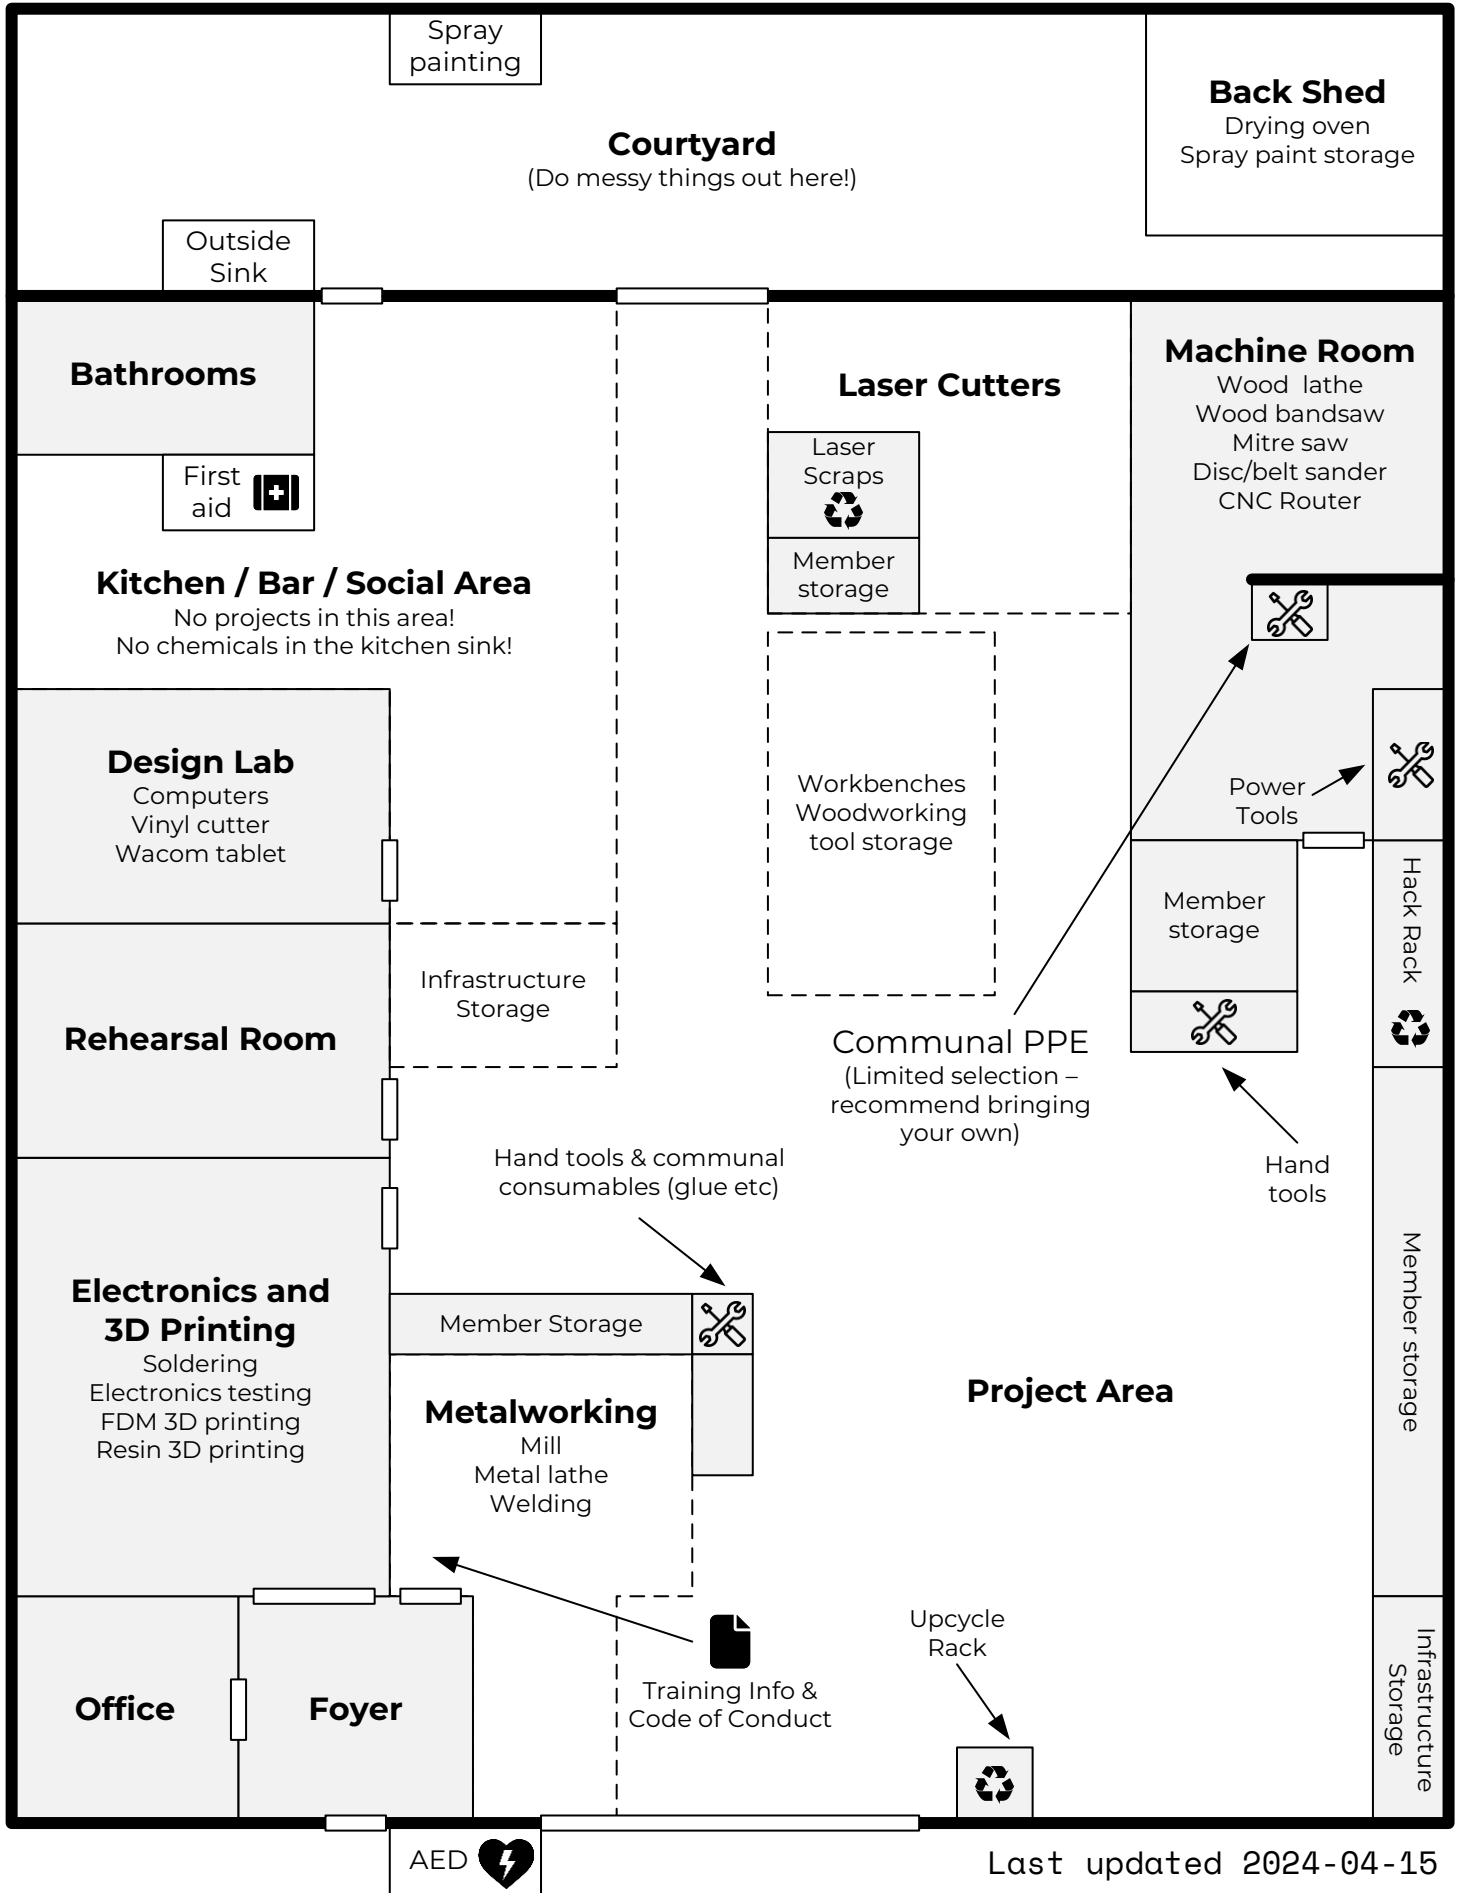 Spray
painting
Back Shed
Drying oven
Spray paint storage
Courtyard
(Do messy things out here!)
Outside
Sink
Bathrooms
First
aid
Kitchen / Bar / Social Area
No projects in this area!
No chemicals in the kitchen sink!
Laser Cutters
Laser
Scraps
Member
storage
Machine Room
Wood lathe
Wood bandsaw
Mitre saw
Disc/belt sander
CNC Router
Design Lab
Computers
Vinyl cutter
Wacom tablet
Workbenches
Woodworking
tool storage
Power
Tools
Member
storage
Hack Rack
Infrastructure
Storage
Rehearsal Room
Communal PPE
(Limited selection –
recommend bringing
your own)
Hand tools & communal
consumables (glue etc)
Hand
tools
Electronics and
3D Printing
Soldering
Electronics testing
FDM 3D printing
Resin 3D printing
Member Storage
Metalworking
Mill
Metal lathe
Welding
Project Area
Member storage
Office
Foyer
Training Info &
Code of Conduct
Upcycle
Rack
Infrastructure
Storage
AED
Last updated 2024-04-15